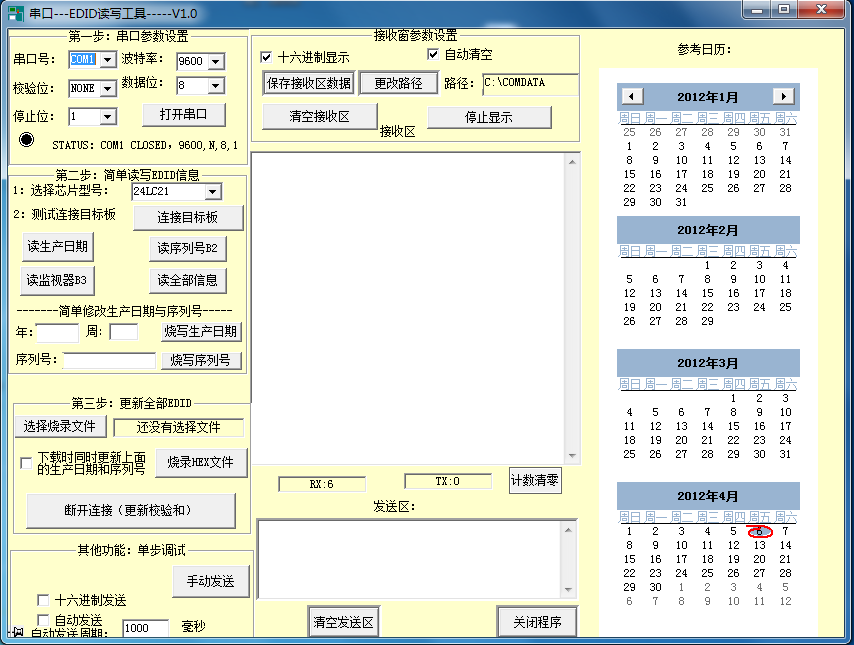 串口---EDID读写工具-----V1.0
第一步：串口参数设置
串口号： COM1 波特率： 9600
校验位： NONE 数据位： 8
停止位： 1 打开串口
STATUS：COM1 CLOSED，9600,N,8,1
第二步：简单读写EDID信息
1：选择芯片型号： 24LC21
2：测试连接目标板 连接目标板
读生产日期 读序列号B2
读监视器B3 读全部信息
-------简单修改生产日期与序列号-----
年： 周： 烧写生产日期
序列号： 烧写序列号
第三步：更新全部EDID
选择烧录文件 还没有选择文件
下载时同时更新上面
的生产日期和序列号 烧录HEX文件
断开连接（更新校验和）
其他功能：单步调试
手动发送
十六进制发送
自动发送
自动发送周期： 1000 毫秒
接收窗参数设置
十六进制显示 自动清空
保存接收区数据 更改路径 路径： C:\COMDATA
清空接收区 停止显示
接收区
RX:6 TX:0 计数清零
发送区：
清空发送区 关闭程序
参考日历：
2012年1月
周日 周一 周二 周三 周四 周五 周六
25 26 27 28 29 30 31
1 2 3 4 5 6 7
8 9 10 11 12 13 14
15 16 17 18 19 20 21
22 23 24 25 26 27 28
29 30 31
2012年2月
周日 周一 周二 周三 周四 周五 周六
1 2 3 4
5 6 7 8 9 10 11
12 13 14 15 16 17 18
19 20 21 22 23 24 25
26 27 28 29
2012年3月
周日 周一 周二 周三 周四 周五 周六
1 2 3
4 5 6 7 8 9 10
11 12 13 14 15 16 17
18 19 20 21 22 23 24
25 26 27 28 29 30 31
2012年4月
周日 周一 周二 周三 周四 周五 周六
1 2 3 4 5 6 7
8 9 10 11 12 13 14
15 16 17 18 19 20 21
22 23 24 25 26 27 28
29 30 1 2 3 4 5
6 7 8 9 10 11 12